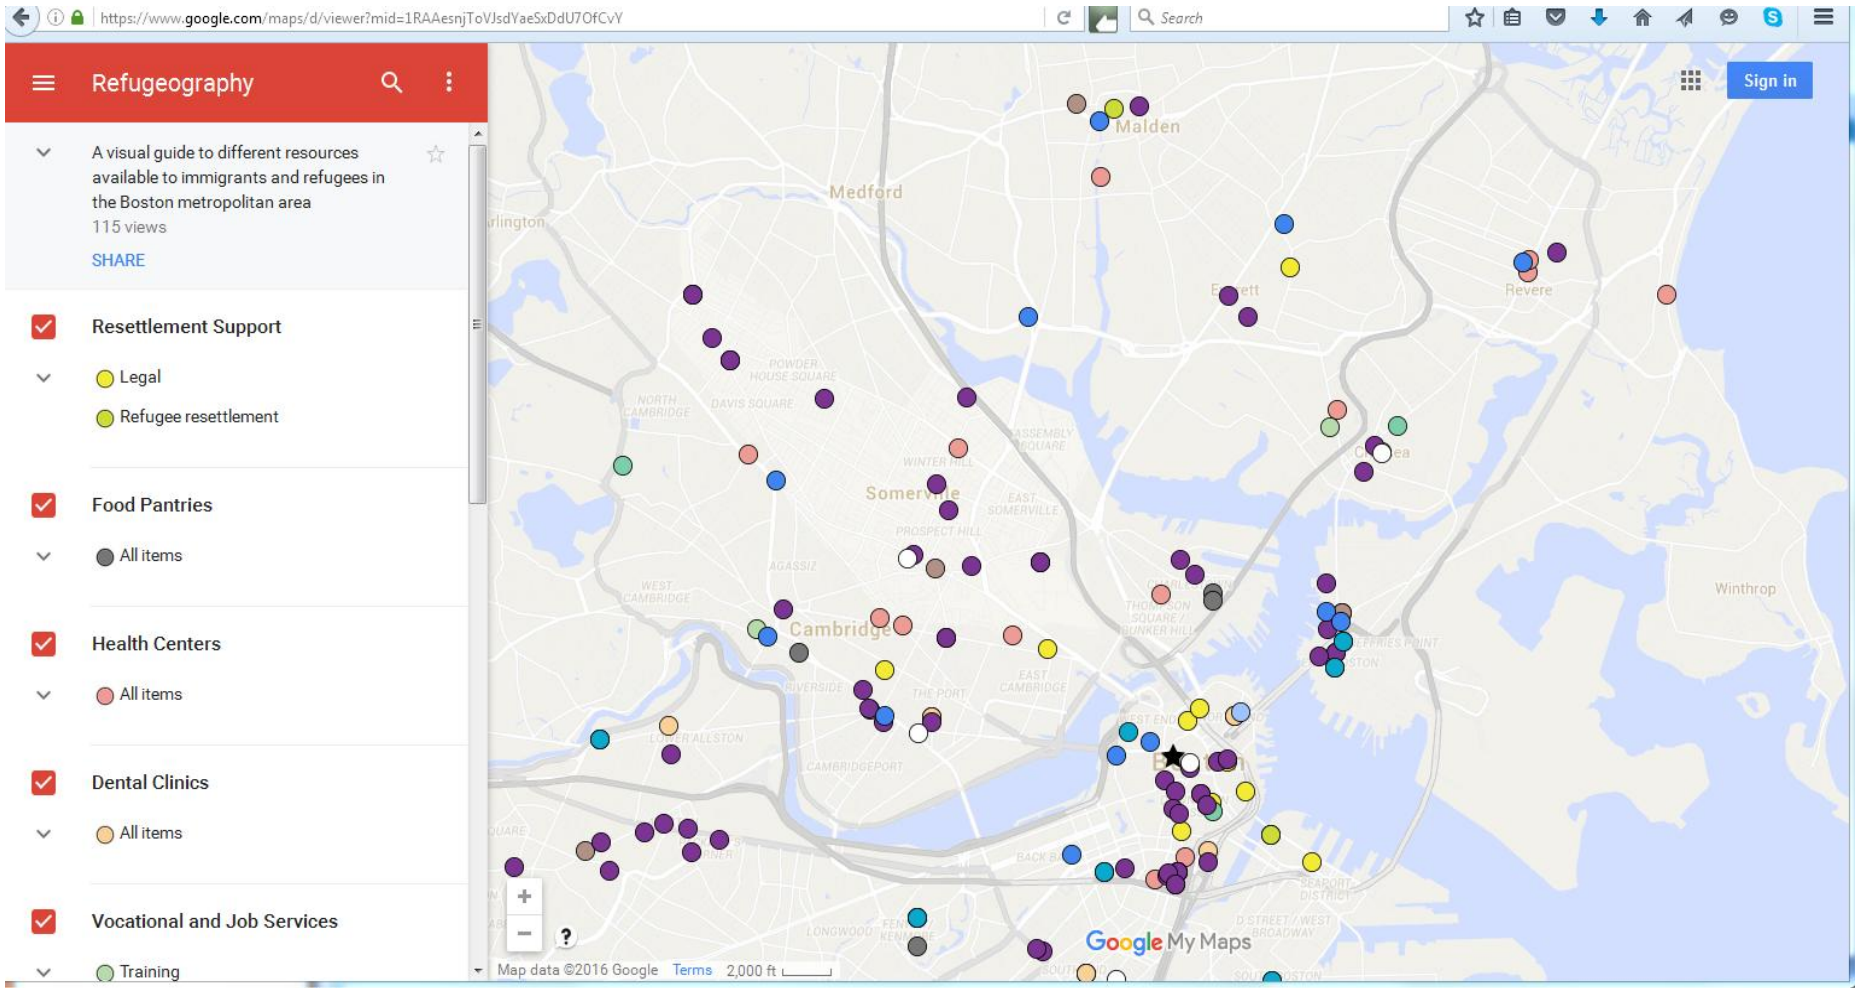 https://www.google.com/maps/d/viewer?mid=1RAAesnjToVJsdYaeSxDdU7OfCvY
Search
Refugeography
Sign in
A visual guide to different resources
available to immigrants and refugees in
the Boston metropolitan area
115 views
SHARE
Resettlement Support
Legal
Refugee resettlement
Food Pantries
All items
Health Centers
All items
Dental Clinics
All items
Vocational and Job Services
Training
Malden
Medford
rlington
Revere
POWDER
HOUSE SQUARE
NORTH
CAMBRIDGE
DAVIS SQUARE
ASSEMBLY
SQUARE
WINTER HILL
EAST
SOMERVILLE
PROSPECT HILL
AGASSIZ
WEST
CAMBRIDGE
Winthrop
SQUARE /
BUNKER HILL
Cambridge
JEFFRIES POINT
RIVERSIDE
THE PORT
EAST
CAMBRIDGE
WEST END
LOWER ALLSTON
CAMBRIDGEPORT
SEAPORT
DISTRICT
D STREET / WEST
BROADWAY
LONGWOOD
Google My Maps
Map data ©2016 Google Terms 2,000 ft